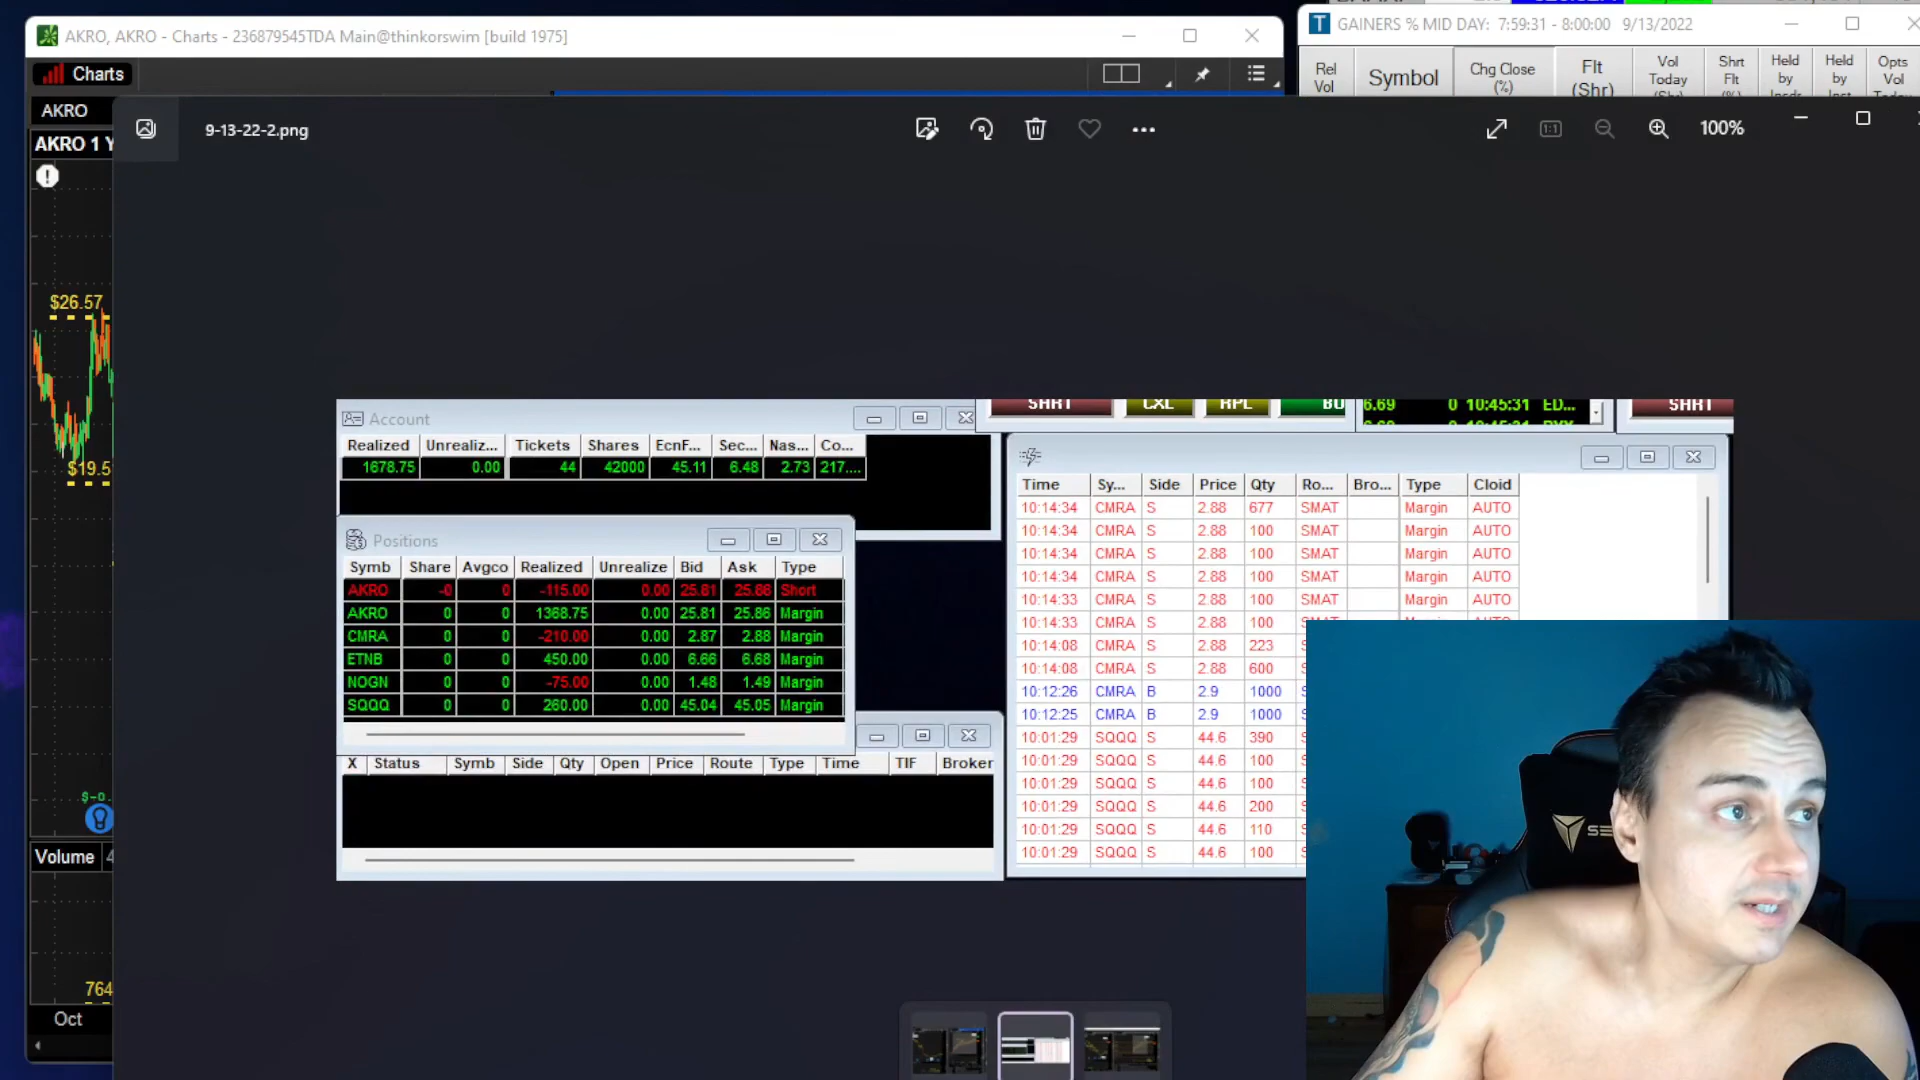 AKRO, AKRO - Charts - 236879545TDA Main@thinkorswim [build 1975]
GAINERS % MID DAY: 7:59:31 - 8:00:00 9/13/2022
Charts
Rel Vol Symbol Chg Close (%) Flt (Shr) Vol Today Shrt Flt (%) Held by Held by Inst Opts Vol
AKRO
AKRO 1 Y
9-13-22-2.png
100%
$26.57
$19.5
Account
Realized Unrealiz... Tickets Shares EcnF... Sec... Nas... Co...
1678.75 0.00 44 42000 45.11 6.48 2.73 217....
Positions
Symb Share Avgco Realized Unrealize Bid Ask Type
AKRO -0 0 -115.00 0.00 25.81 25.86 Short
AKRO 0 0 1368.75 0.00 25.81 25.86 Margin
CMRA 0 0 -210.00 0.00 2.87 2.88 Margin
ETNB 0 0 450.00 0.00 6.66 6.68 Margin
NOGN 0 0 -75.00 0.00 1.48 1.49 Margin
SQQQ 0 0 260.00 0.00 45.04 45.05 Margin
X Status Symb Side Qty Open Price Route Type Time TIF Broker
SHRT CXL RPL BU 6.69 0 10:45:31 ED... SHRT
Time Sy... Side Price Qty Ro... Bro... Type Cloid
10:14:34 CMRA S 2.88 677 SMAT Margin AUTO
10:14:34 CMRA S 2.88 100 SMAT Margin AUTO
10:14:34 CMRA S 2.88 100 SMAT Margin AUTO
10:14:34 CMRA S 2.88 100 SMAT Margin AUTO
10:14:33 CMRA S 2.88 100 SMAT Margin AUTO
10:14:33 CMRA S 2.88 100
10:14:08 CMRA S 2.88 223
10:14:08 CMRA S 2.88 600
10:12:26 CMRA B 2.9 1000
10:12:25 CMRA B 2.9 1000
10:01:29 SQQQ S 44.6 390
10:01:29 SQQQ S 44.6 100
10:01:29 SQQQ S 44.6 100
10:01:29 SQQQ S 44.6 200
10:01:29 SQQQ S 44.6 110
10:01:29 SQQQ S 44.6 100
$-0.
Volume 4
764
Oct